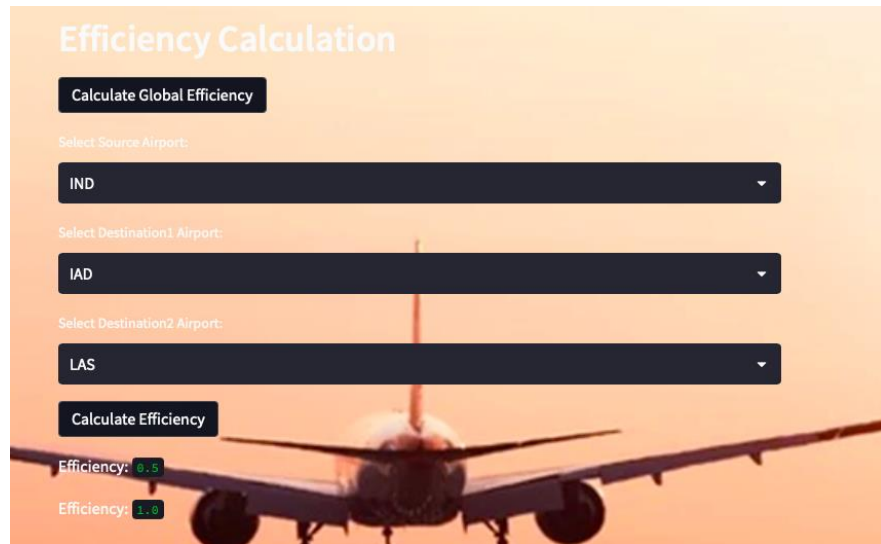 Efficiency Calculation
Calculate Global Efficiency
Select Source Airport:
IND
Select Destination1 Airport:
IAD
Select Destination2 Airport:
LAS
Calculate Efficiency
Efficiency: 0.5
Efficiency: 1.0